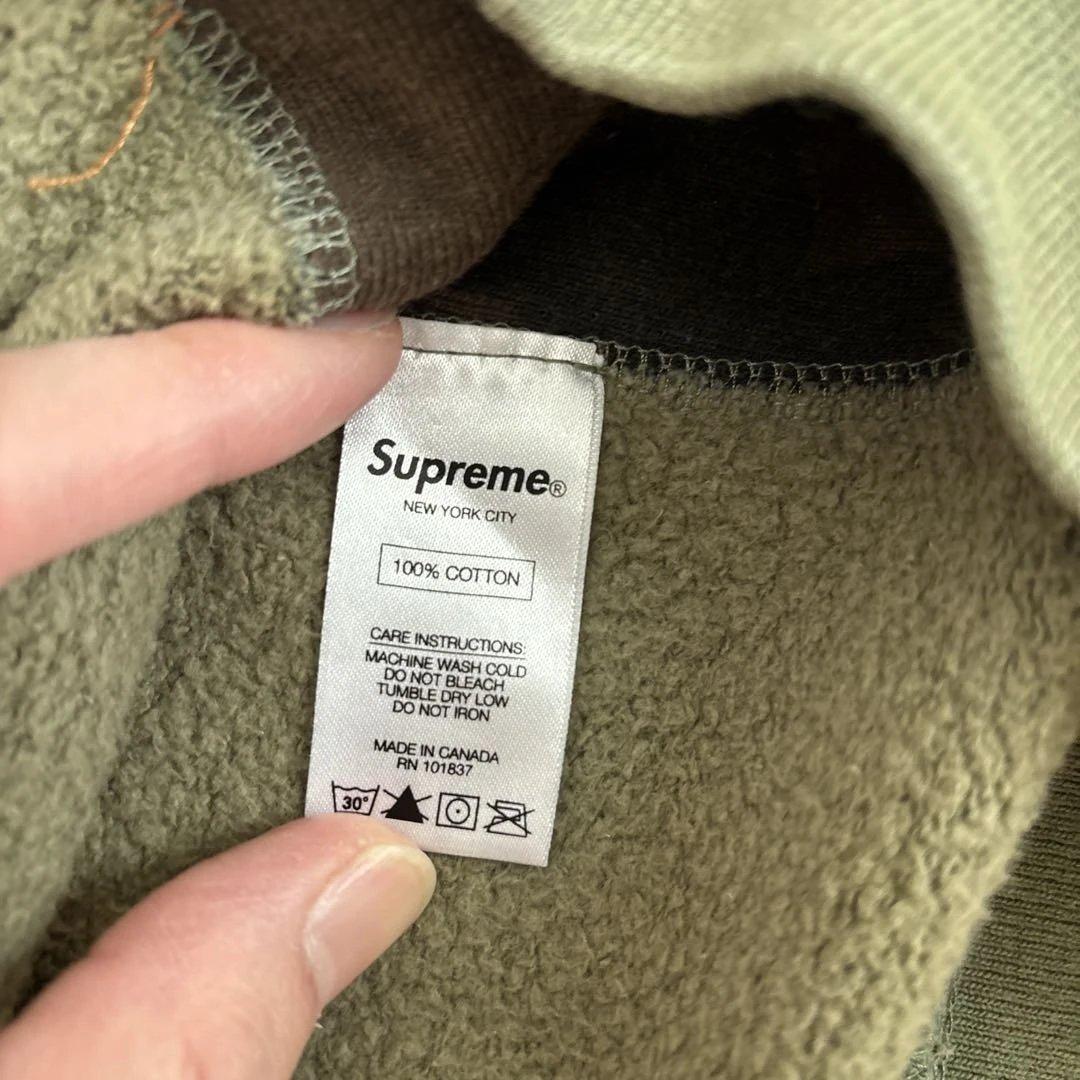 Supreme®
NEW YORK CITY
100% COTTON
CARE INSTRUCTIONS:
MACHINE WASH COLD
DO NOT BLEACH
TUMBLE DRY LOW
DO NOT IRON
MADE IN CANADA
RN 101837
30°